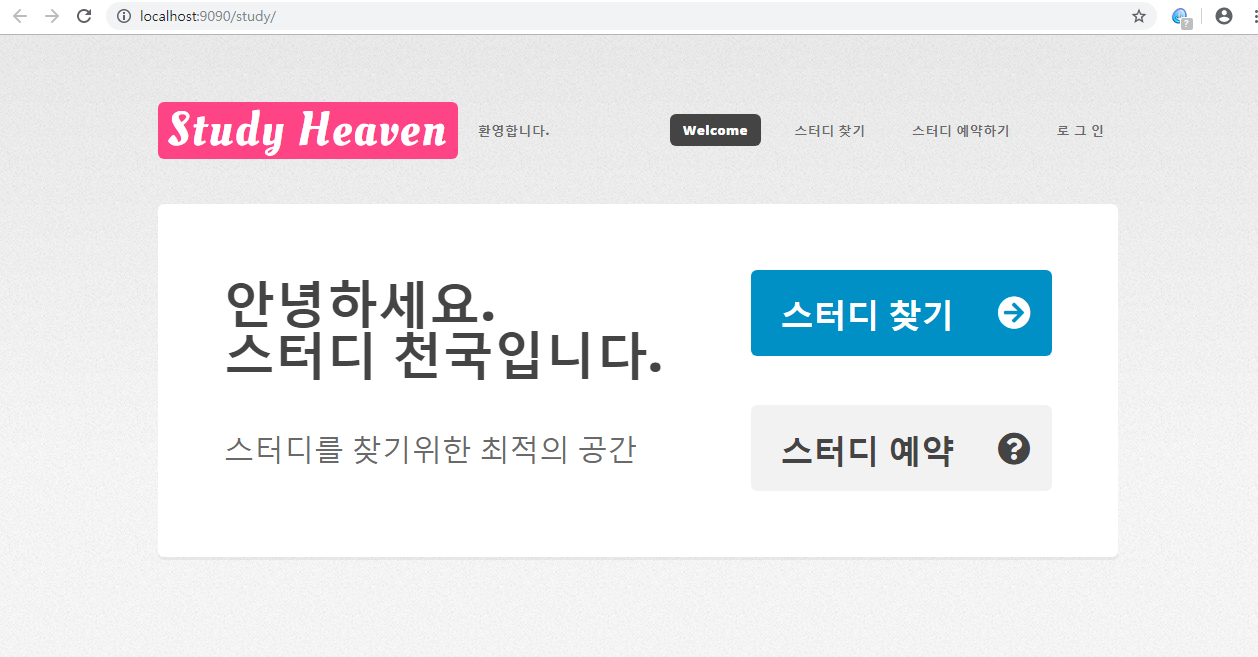 localhost:9090/study/
Study Heaven 환영합니다. Welcome 스터디 찾기 스터디 예약하기 로 그 인
안녕하세요.
스터디 천국입니다.
스터디를 찾기위한 최적의 공간
스터디 찾기
스터디 예약